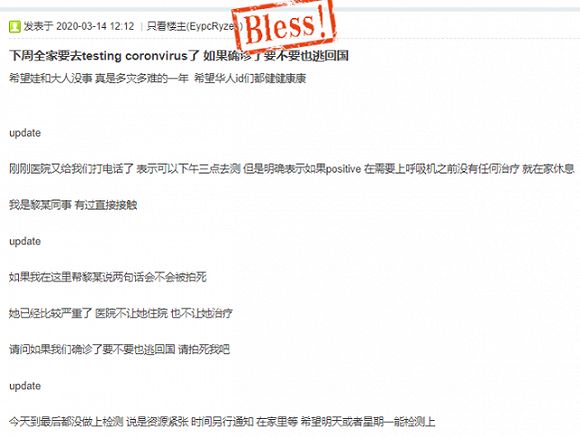 发表于 2020-03-14 12:12 | 只看楼主(EypcRyzex)
Bless!
下周全家要去testing coronvirus了 如果确诊了要不要也逃回国
希望娃和大人没事 真是多灾多难的一年 希望华人id们都健健康康
update
刚刚医院又给我们打电话了 表示可以下午三点去测 但是明确表示如果positive 在需要上呼吸机之前没有任何治疗 就在家休息
我是黎某同事 有过直接接触
update
如果我在这里帮黎某说两句话会不会被拍死
她已经比较严重了 医院不让她住院 也不让她治疗
请问如果我们确诊了要不要也逃回国 请拍死我吧
update
今天到最后都没做上检测 说是资源紧张 时间另行通知 在家里等 希望明天或者星期一能检测上